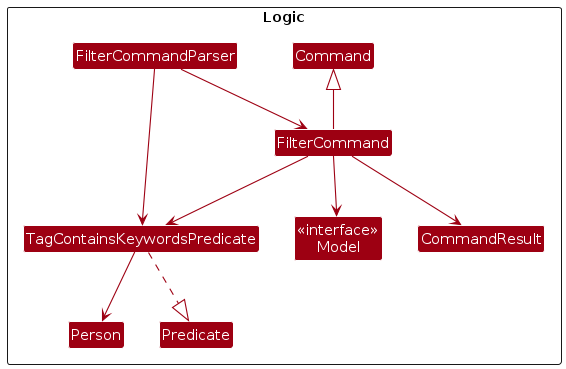 Logic
FilterCommandParser
Command
FilterCommand
TagContainsKeywordsPredicate
«interface»
Model
CommandResult
Person
Predicate